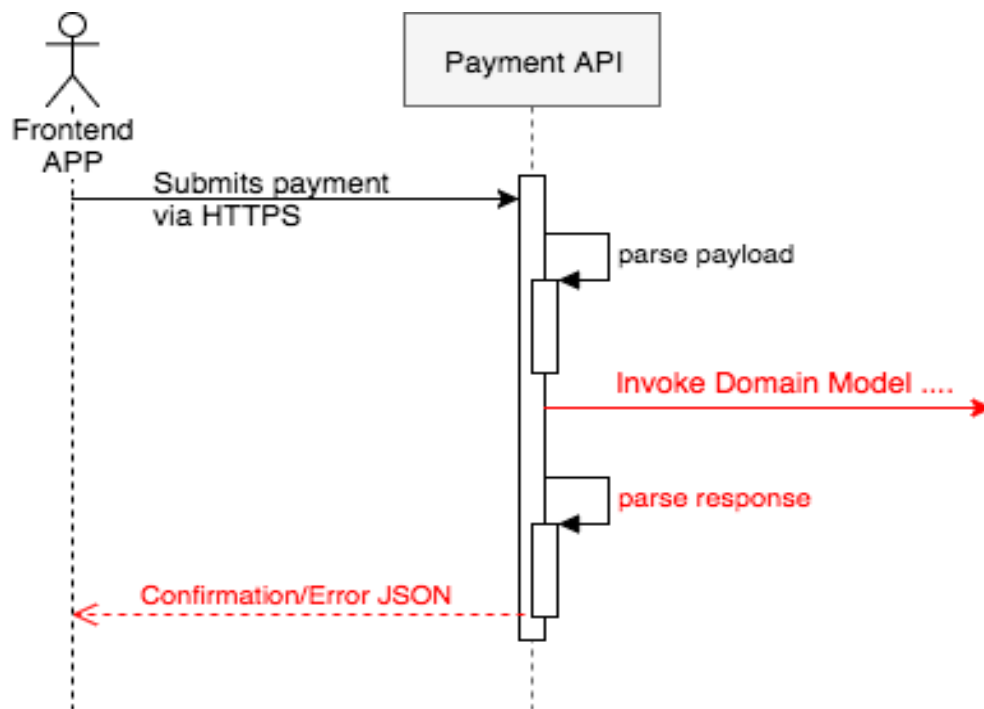 Payment API
Frontend
APP
Submits payment
via HTTPS
parse payload
Invoke Domain Model ....
parse response
Confirmation/Error JSON